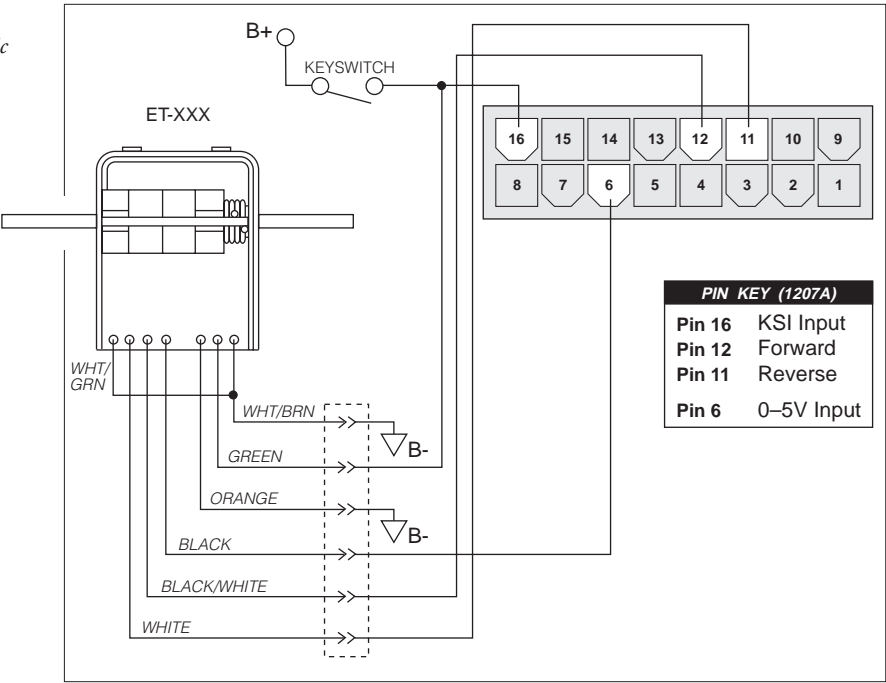 c
B+
KEYSWITCH
ET-XXX
16 15 14 13 12 11 10 9
8 7 6 5 4 3 2 1
PIN KEY (1207A)
Pin 16 KSI Input
Pin 12 Forward
Pin 11 Reverse
Pin 6 0–5V Input
WHT/
GRN
WHT/BRN
B-
GREEN
ORANGE
B-
BLACK
BLACK/WHITE
WHITE